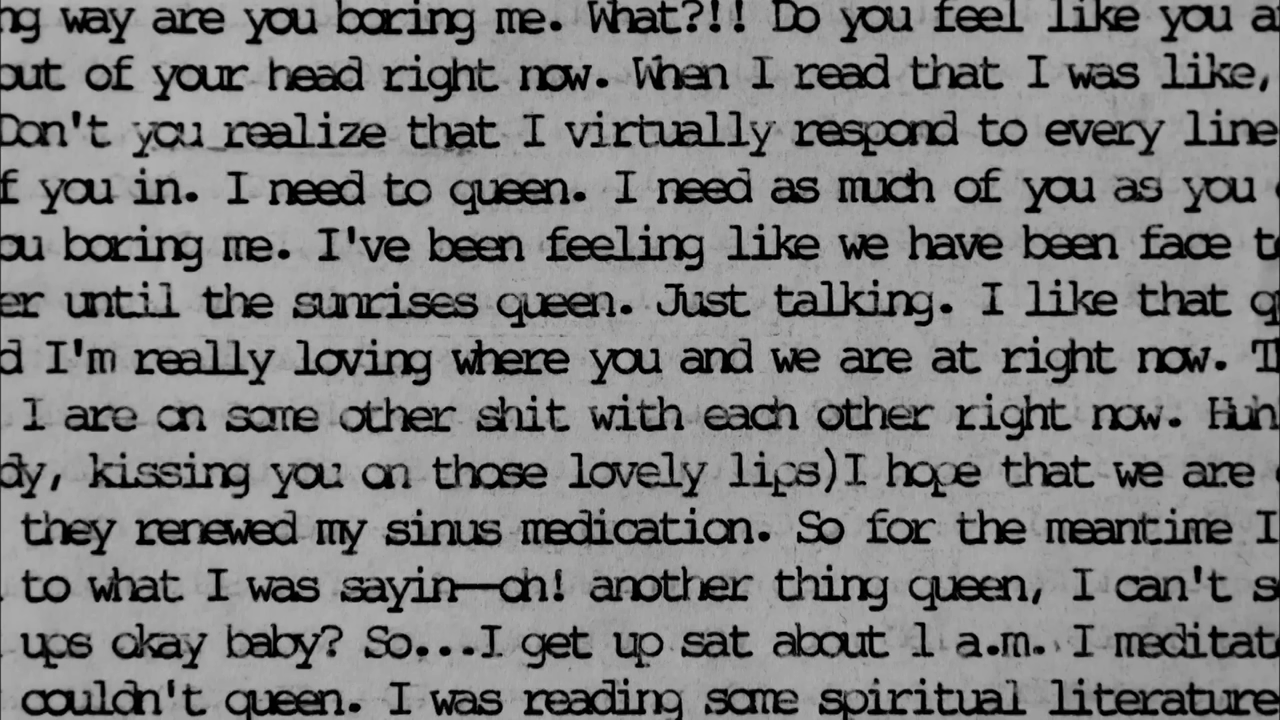 ng way are you boring me. What?!! Do you feel like you a
out of your head right now. When I read that I was like,
Don't you realize that I virtually respond to every line
f you in. I need to queen. I need as much of you as you
ou boring me. I've been feeling like we have been face t
er until the sunrises queen. Just talking. I like that q
d I'm really loving where you and we are at right now. T
I are on some other shit with each other right now. Huh
dy, kissing you on those lovely lips)I hope that we are
they renewed my sinus medication. So for the meantime I
to what I was sayin—oh! another thing queen, I can't s
ups okay baby? So...I get up sat about 1 a.m. I meditat
couldn't queen. I was reading some spiritual literature